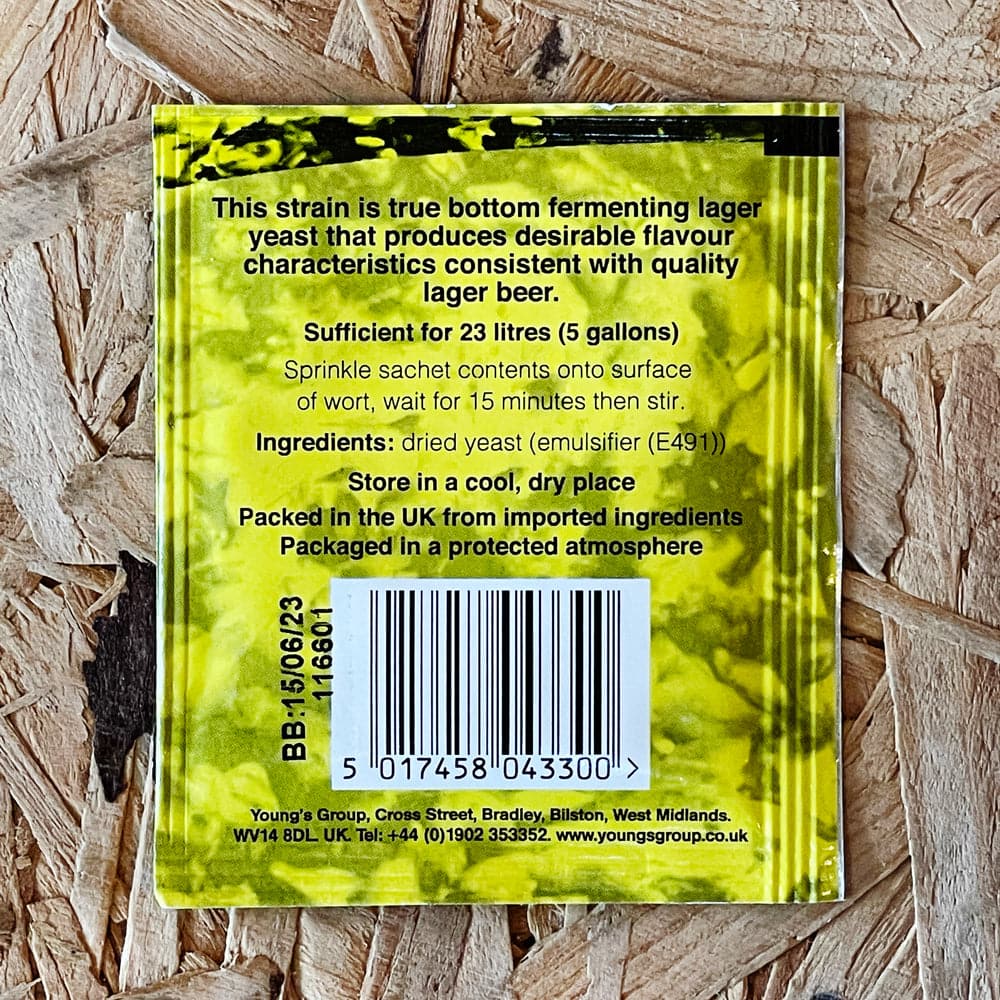 This strain is true bottom fermenting lager
yeast that produces desirable flavour
characteristics consistent with quality
lager beer.
Sufficient for 23 litres (5 gallons)
Sprinkle sachet contents onto surface
of wort, wait for 15 minutes then stir.
Ingredients: dried yeast (emulsifier (E491))
Store in a cool, dry place
Packed in the UK from imported ingredients
Packaged in a protected atmosphere
BB:15/06/23
116601
5 017458 043300 >
Young's Group, Cross Street, Bradley, Bilston, West Midlands.
WV14 8DL. UK. Tel: +44 (0)1902 353352. www.youngsgroup.co.uk